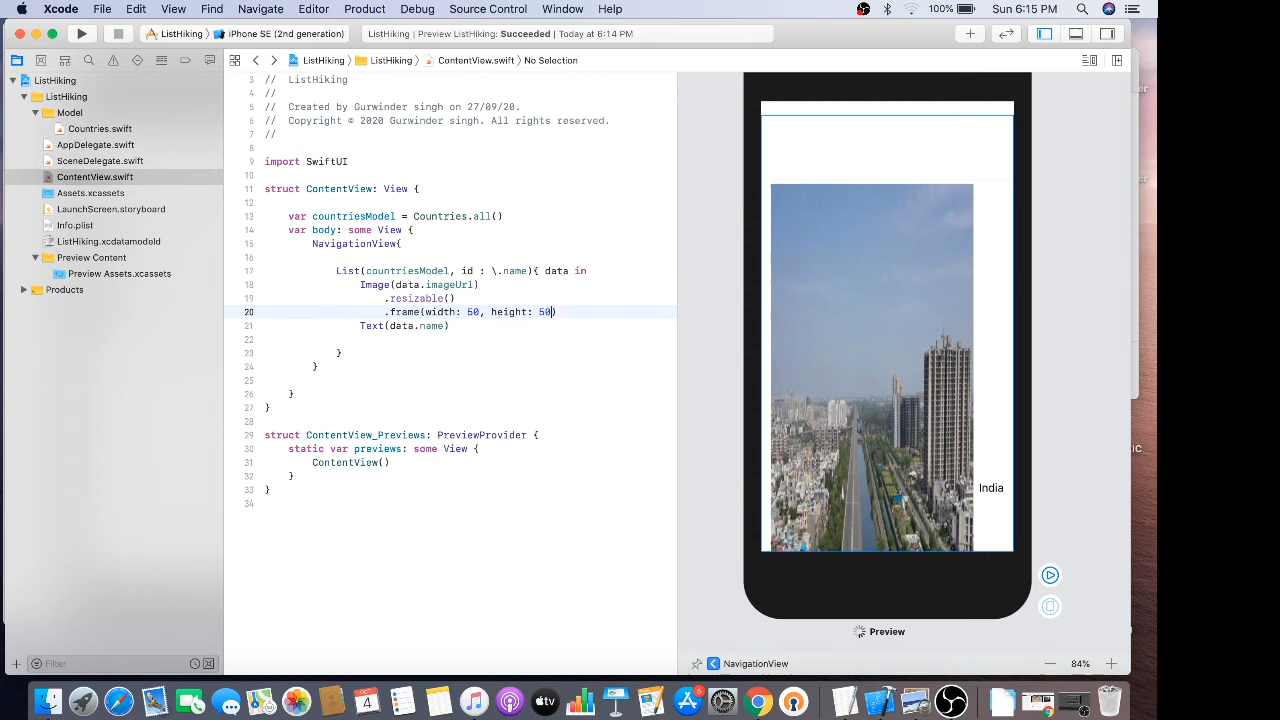 Xcode File Edit View Find Navigate Editor Product Debug Source Control Window Help 100% Sun 6:15 PM
ListHiking iPhone SE (2nd generation) ListHiking | Preview ListHiking: Succeeded | Today at 6:14 PM
ListHiking ListHiking ContentView.swift No Selection
ListHiking
ListHiking
Model
Countries.swift
AppDelegate.swift
SceneDelegate.swift
ContentView.swift
Assets.xcassets
LaunchScreen.storyboard
Info.plist
ListHiking.xcdatamodeld
Preview Content
Preview Assets.xcassets
Products
Filter
3 //  ListHiking
4 //
5 //  Created by Gurwinder singh on 27/09/20.
6 //  Copyright © 2020 Gurwinder singh. All rights reserved.
7 //
8
9 import SwiftUI
10
11 struct ContentView: View {
12
13 var countriesModel = Countries.all()
14 var body: some View {
15 NavigationView{
16
17 List(countriesModel, id : \.name){ data in
18 Image(data.imageUrl)
19 .resizable()
20 .frame(width: 50, height: 50)
21 Text(data.name)
22
23 }
24 }
25
26 }
27 }
28
29 struct ContentView_Previews: PreviewProvider {
30 static var previews: some View {
31 ContentView()
32 }
33 }
34
India
Preview
NavigationView 84%
er
er
IC
5
4